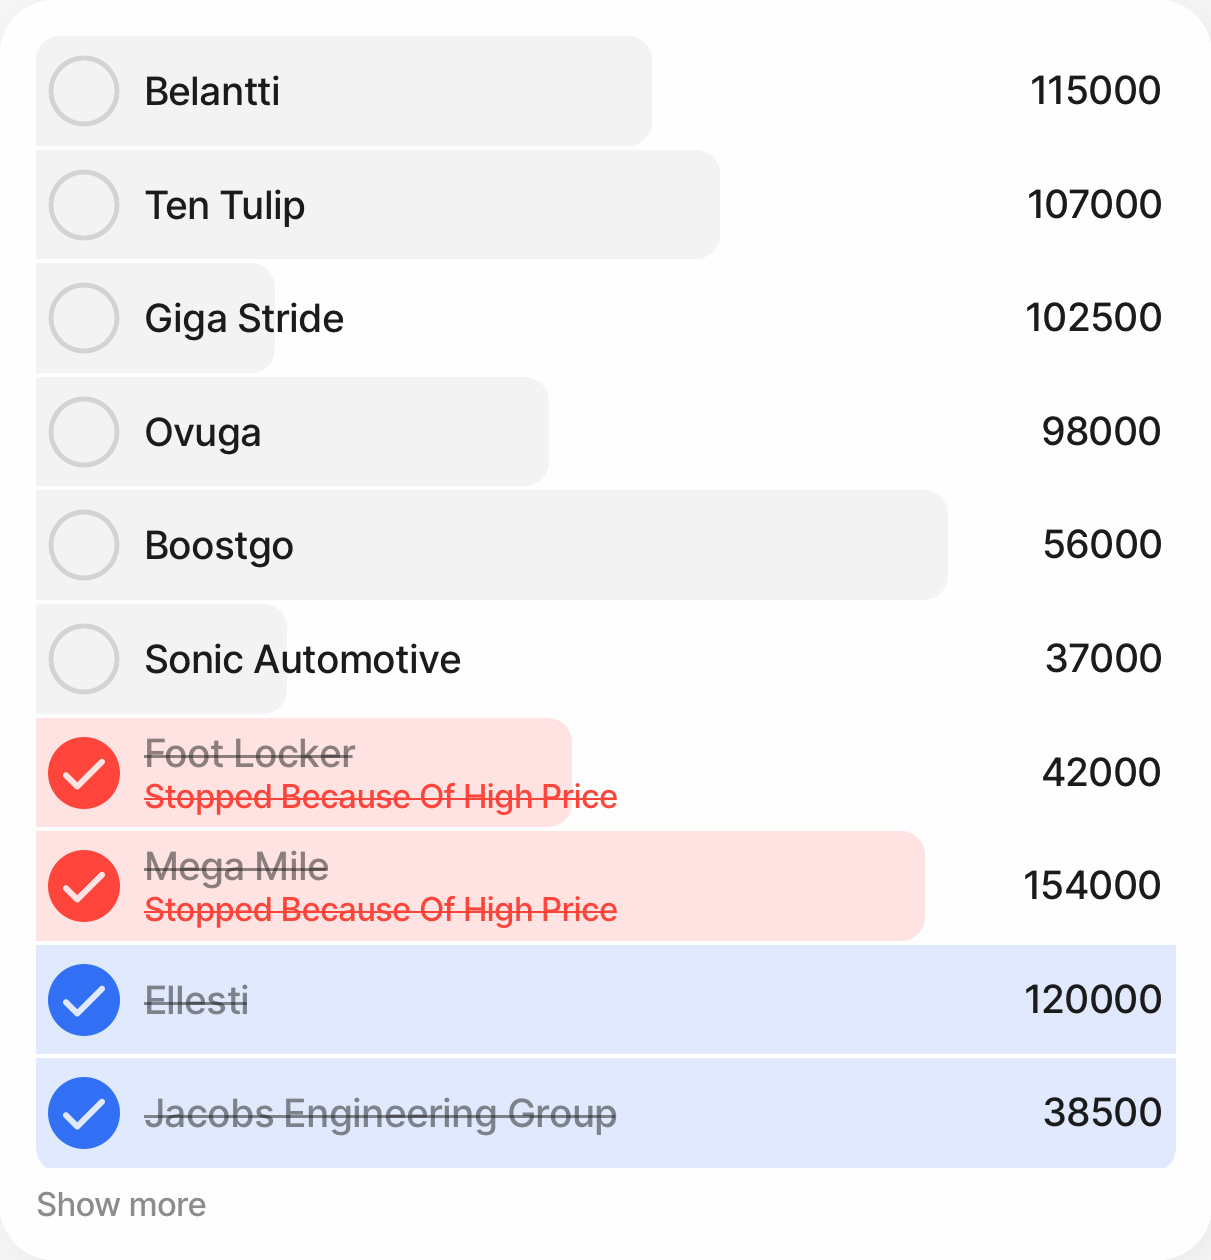 Belantti 115000
Ten Tulip 107000
Giga Stride 102500
Ovuga 98000
Boostgo 56000
Sonic Automotive 37000
Foot Locker
Stopped Because Of High Price
42000
Mega Mile
Stopped Because Of High Price
154000
Ellesti 120000
Jacobs Engineering Group 38500
Show more